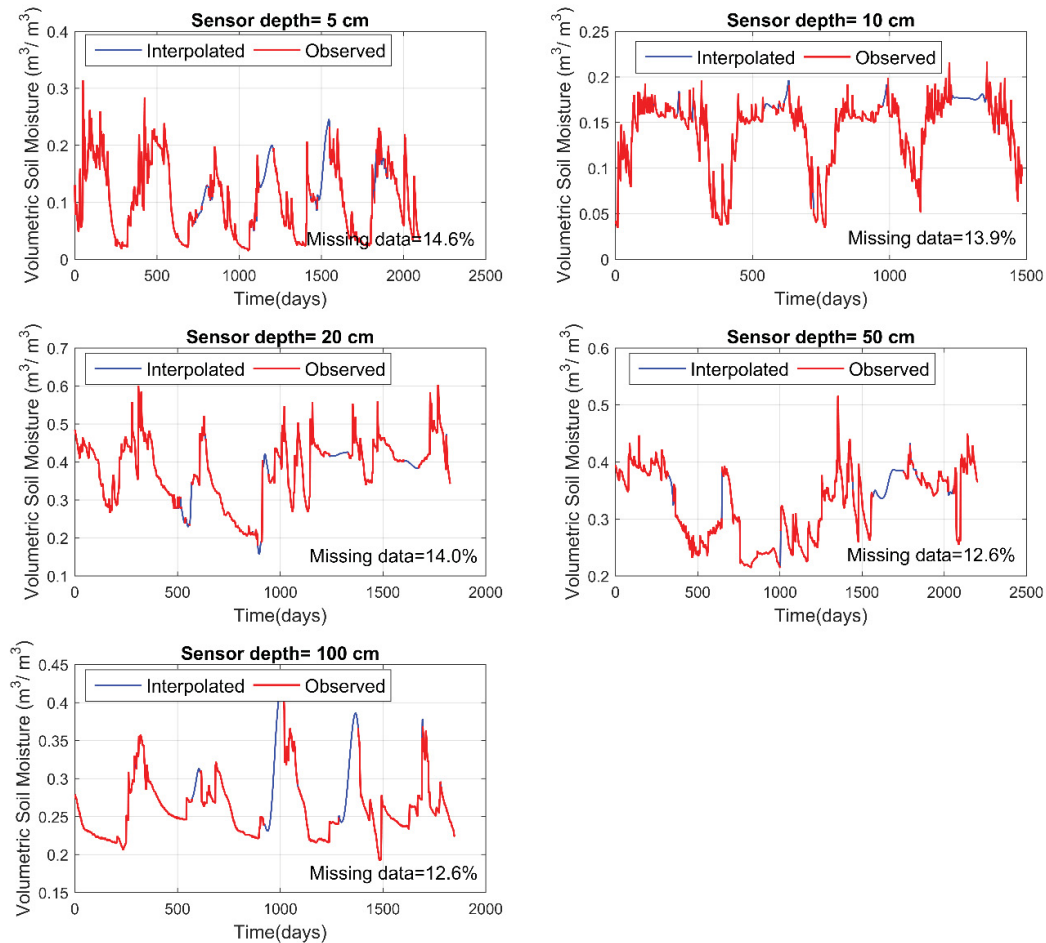 Sensor depth= 5 cm
Volumetric Soil Moisture (m³/ m³)
0.4
0.3
0.2
0.1
0
Interpolated Observed
Missing data=14.6%
0 500 1000 1500 2000 2500
Time(days)
Sensor depth= 10 cm
Volumetric Soil Moisture (m³/ m³)
0.25
0.2
0.15
0.1
0.05
0
Interpolated Observed
Missing data=13.9%
0 500 1000 1500
Time(days)
Sensor depth= 20 cm
Volumetric Soil Moisture (m³/ m³)
0.7
0.6
0.5
0.4
0.3
0.2
0.1
Interpolated Observed
Missing data=14.0%
0 500 1000 1500 2000
Time(days)
Sensor depth= 50 cm
Volumetric Soil Moisture (m³/ m³)
0.6
0.5
0.4
0.3
0.2
Interpolated Observed
Missing data=12.6%
0 500 1000 1500 2000 2500
Time(days)
Sensor depth= 100 cm
Volumetric Soil Moisture (m³/ m³)
0.45
0.4
0.35
0.3
0.25
0.2
0.15
Interpolated Observed
Missing data=12.6%
0 500 1000 1500 2000
Time(days)